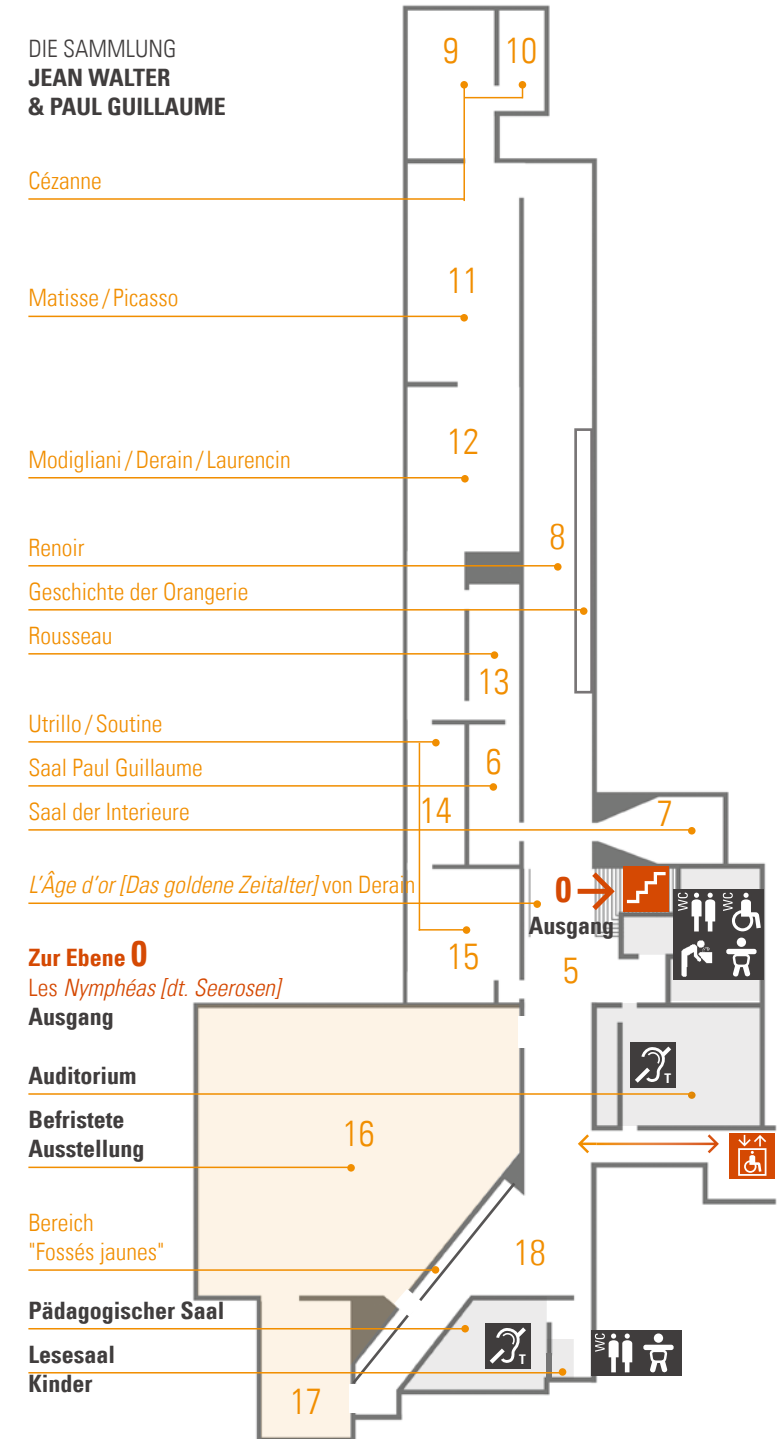 DIE SAMMLUNG
JEAN WALTER
& PAUL GUILLAUME
9
10
Cézanne
11
Matisse / Picasso
12
Modigliani / Derain / Laurencin
8
Renoir
Geschichte der Orangerie
Rousseau
13
Utrillo / Soutine
6
Saal Paul Guillaume
Saal der Interieure
14
7
L'Âge d'or [Das goldene Zeitalter] von Derain
0
Ausgang
WC
WC
15
5
Zur Ebene 0
Les Nymphéas [dt. Seerosen]
Ausgang
T
Auditorium
Befristete
Ausstellung
16
Bereich
"Fossés jaunes"
18
Pädagogischer Saal
T
WC
Lesesaal
Kinder
17